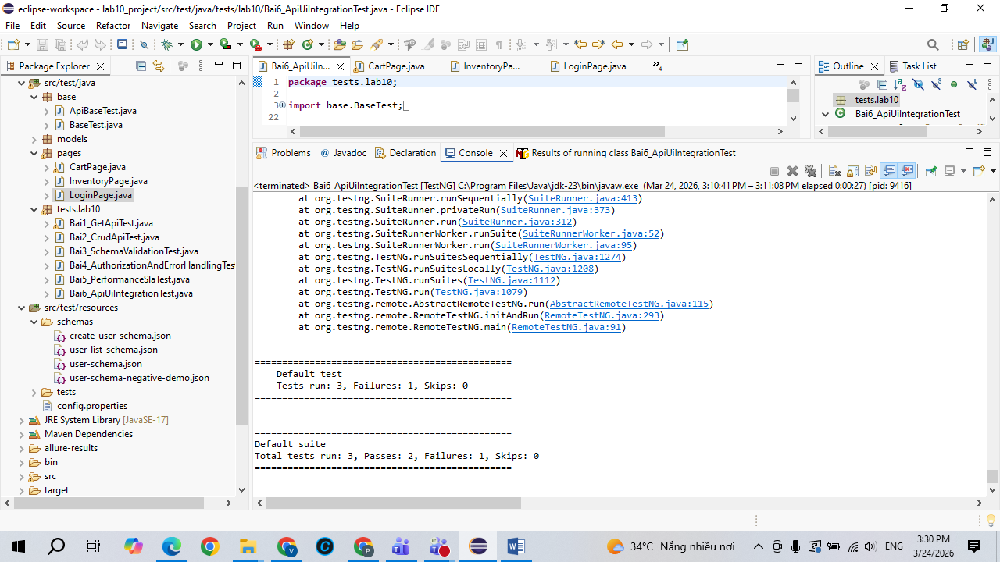 eclipse-workspace - lab10_project/src/test/java/tests/lab10/Bai6_ApiUiIntegrationTest.java - Eclipse IDE
File Edit Source Refactor Navigate Search Project Run Window Help
Package Explorer
src/test/java
base
ApiBaseTest.java
BaseTest.java
models
pages
CartPage.java
InventoryPage.java
LoginPage.java
tests.lab10
Bai1_GetApiTest.java
Bai2_CrudApiTest.java
Bai3_SchemaValidationTest.java
Bai4_AuthorizationAndErrorHandlingTes
Bai5_PerformanceSlaTest.java
Bai6_ApiUiIntegrationTest.java
src/test/resources
schemas
create-user-schema.json
user-list-schema.json
user-schema.json
user-schema-negative-demo.json
tests
config.properties
JRE System Library [JavaSE-17]
Maven Dependencies
allure-results
bin
src
target
Bai6_ApiUiIn... CartPage.java InventoryPa... LoginPage.java »4
1 package tests.lab10;
2
3 import base.BaseTest;
22
Outline Task List
tests.lab10
Bai6_ApiUiIntegrationTest
Problems Javadoc Declaration Console Results of running class Bai6_ApiUiIntegrationTest
<terminated> Bai6_ApiUiIntegrationTest [TestNG] C:\Program Files\Java\jdk-23\bin\javaw.exe (Mar 24, 2026, 3:10:41 PM – 3:11:08 PM elapsed 0:00:27) [pid: 9416]
at org.testng.SuiteRunner.runSequentially(SuiteRunner.java:413)
at org.testng.SuiteRunner.privateRun(SuiteRunner.java:373)
at org.testng.SuiteRunner.run(SuiteRunner.java:312)
at org.testng.SuiteRunnerWorker.runSuite(SuiteRunnerWorker.java:52)
at org.testng.SuiteRunnerWorker.run(SuiteRunnerWorker.java:95)
at org.testng.TestNG.runSuitesSequentially(TestNG.java:1274)
at org.testng.TestNG.runSuitesLocally(TestNG.java:1208)
at org.testng.TestNG.runSuites(TestNG.java:1112)
at org.testng.TestNG.run(TestNG.java:1079)
at org.testng.remote.AbstractRemoteTestNG.run(AbstractRemoteTestNG.java:115)
at org.testng.remote.RemoteTestNG.initAndRun(RemoteTestNG.java:293)
at org.testng.remote.RemoteTestNG.main(RemoteTestNG.java:91)
===============================================
Default test
Tests run: 3, Failures: 1, Skips: 0
===============================================
===============================================
Default suite
Total tests run: 3, Passes: 2, Failures: 1, Skips: 0
===============================================
34°C Nắng nhiều nơi
ENG
3:30 PM
3/24/2026